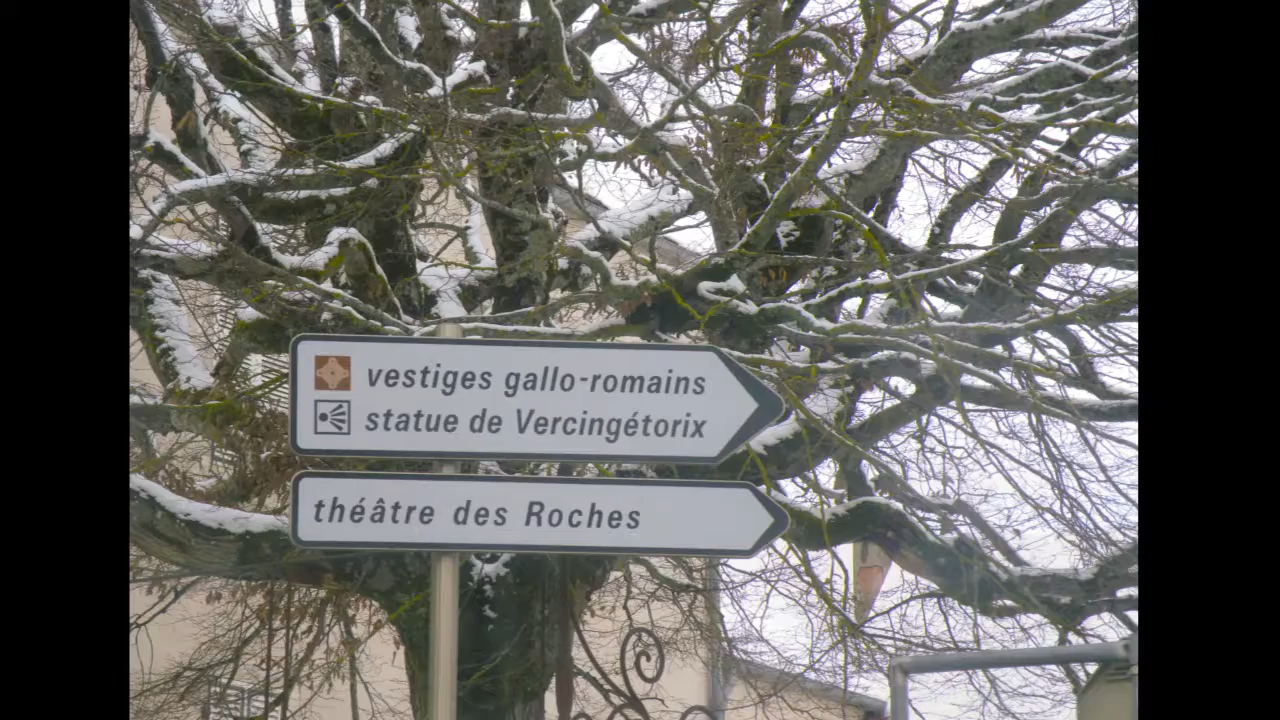 vestiges gallo-romains
statue de Vercingétorix
théâtre des Roches